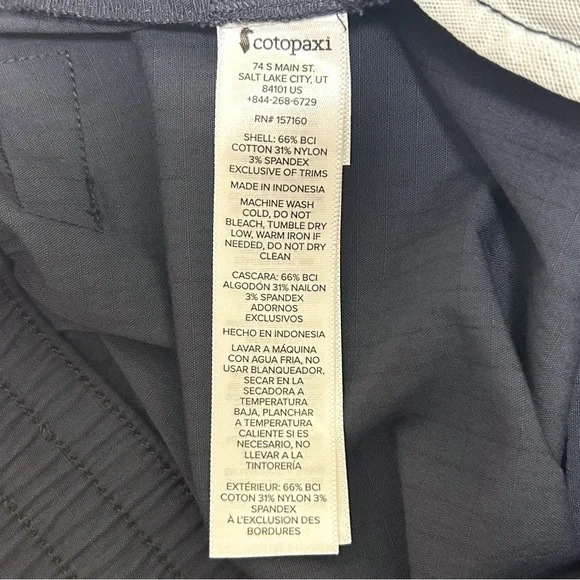 cotopaxi
74 S MAIN ST.
SALT LAKE CITY, UT
84101 US
+844-268-6729
RN# 157160
SHELL: 66% BCI
COTTON 31% NYLON
3% SPANDEX
EXCLUSIVE OF TRIMS
MADE IN INDONESIA
MACHINE WASH
COLD, DO NOT
BLEACH, TUMBLE DRY
LOW, WARM IRON IF
NEEDED, DO NOT DRY
CLEAN
CASCARA: 66% BCI
ALGODÓN 31% NAILON
3% SPANDEX
ADORNOS
EXCLUSIVOS
HECHO EN INDONESIA
LAVAR A MÁQUINA
CON AGUA FRIA, NO
USAR BLANQUEADOR,
SECAR EN LA
SECADORA A
TEMPERATURA
BAJA, PLANCHAR
A TEMPERATURA
CALIENTE SI ES
NECESARIO, NO
LLEVAR A LA
TINTORERÍA
EXTÉRIEUR: 66% BCI
COTON 31% NYLON 3%
SPANDEX
À L'EXCLUSION DES
BORDURES